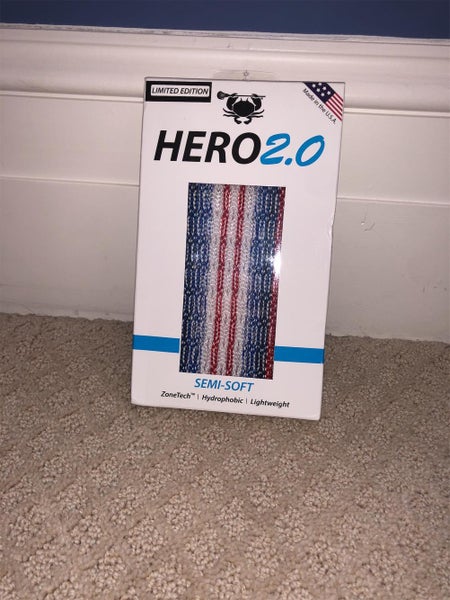 LIMITED EDITION
Made in the U.S.A.
HERO2.0
SEMI-SOFT
ZoneTech™ | Hydrophobic | Lightweight